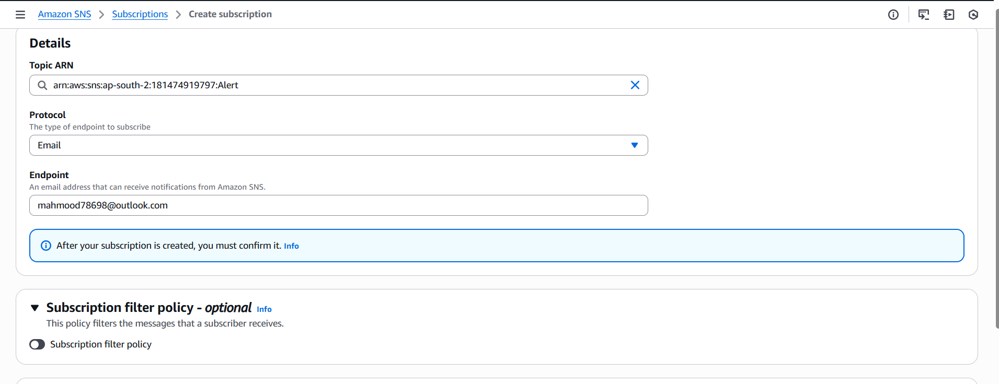 Amazon SNS > Subscriptions > Create subscription
Details
Topic ARN
arn:aws:sns:ap-south-2:181474919797:Alert
Protocol
The type of endpoint to subscribe
Email
Endpoint
An email address that can receive notifications from Amazon SNS.
mahmood78698@outlook.com
After your subscription is created, you must confirm it. Info
Subscription filter policy - optional Info
This policy filters the messages that a subscriber receives.
Subscription filter policy